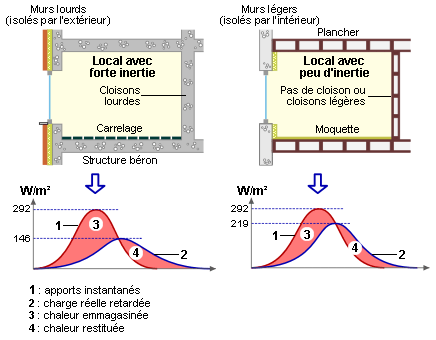 Murs lourds
(isolés par l'extérieur)
Local avec
forte inertie
Cloisons
lourdes
Carrelage
Structure béron
W/m²
292
146
1
3
4
2
Murs légers
(isolés par l'intérieur)
Plancher
Local avec
peu d'inertie
Pas de cloison ou
cloisons légères
Moquette
W/m²
292
219
1
3
4
2
1 : apports instantanés
2 : charge réelle retardée
3 : chaleur emmagasinée
4 : chaleur restituée